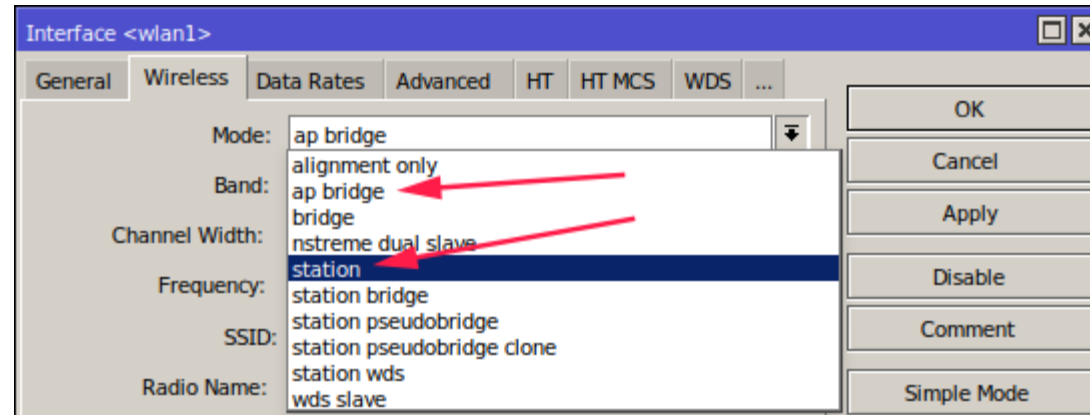 Interface <wlan1>
General Wireless Data Rates Advanced HT HT MCS WDS ...
Mode: ap bridge
alignment only
Band: ap bridge
bridge
Channel Width: nstreme dual slave
station
Frequency: station bridge
station pseudobridge
SSID: station pseudobridge clone
station wds
Radio Name: wds slave
OK
Cancel
Apply
Disable
Comment
Simple Mode